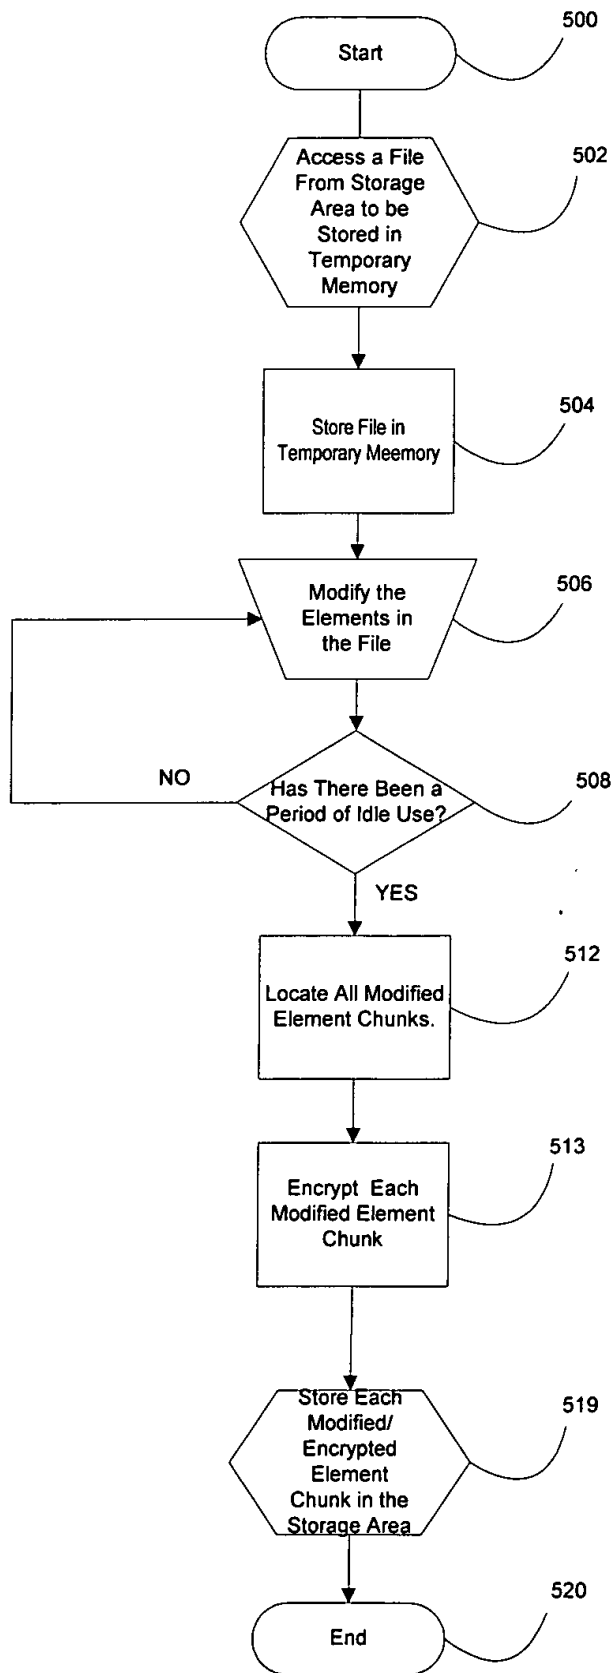 500
Start
502
Access a File
From Storage
Area to be
Stored in
Temporary
Memory
504
Store File in
Temporary Meemory
506
Modify the
Elements in
the File
NO
508
Has There Been a
Period of Idle Use?
YES
512
Locate All Modified
Element Chunks.
513
Encrypt Each
Modified Element
Chunk
519
Store Each
Modified/
Encrypted
Element
Chunk in the
Storage Area
520
End